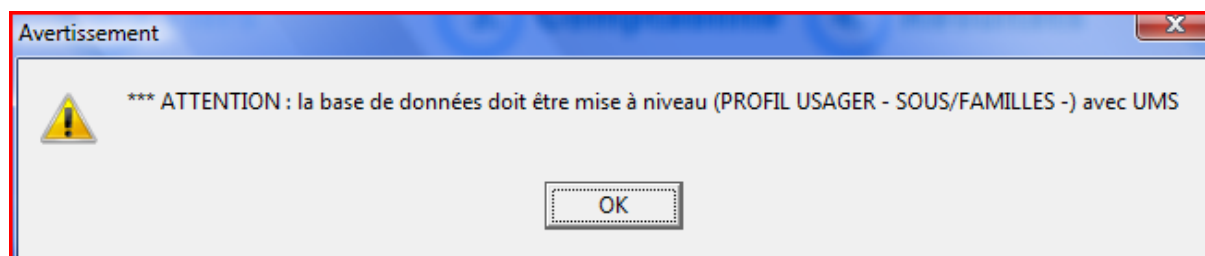 Avertissement
*** ATTENTION : la base de données doit être mise à niveau (PROFIL USAGER - SOUS/FAMILLES -) avec UMS
OK